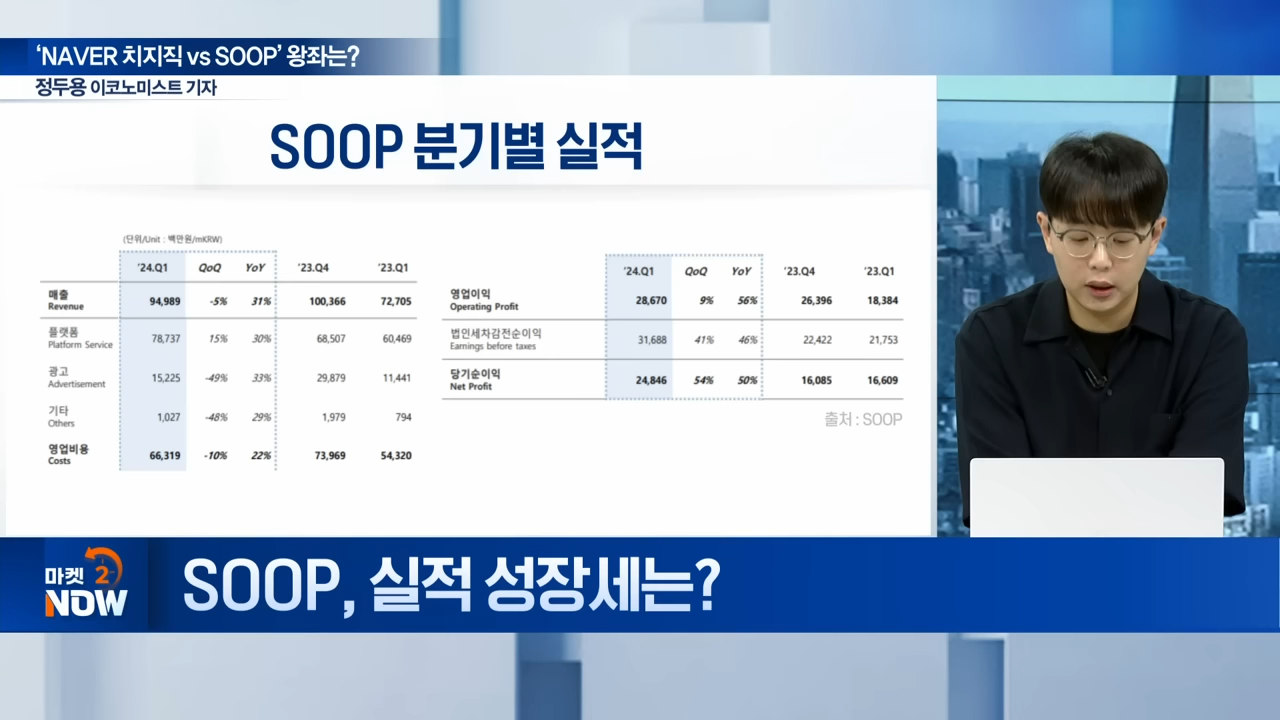 ‘NAVER 치지직 vs SOOP’ 왕좌는?
정두용 이코노미스트 기자
SOOP 분기별 실적
(단위/Unit : 백만원/mKRW)
'24.Q1 QoQ YoY '23.Q4 '23.Q1
매출
Revenue
94,989 -5% 31% 100,366 72,705
플랫폼
Platform Service
78,737 15% 30% 68,507 60,469
광고
Advertisement
15,225 -49% 33% 29,879 11,441
기타
Others
1,027 -48% 29% 1,979 794
영업비용
Costs
66,319 -10% 22% 73,969 54,320
'24.Q1 QoQ YoY '23.Q4 '23.Q1
영업이익
Operating Profit
28,670 9% 56% 26,396 18,384
법인세차감전순이익
Earnings before taxes
31,688 41% 46% 22,422 21,753
당기순이익
Net Profit
24,846 54% 50% 16,085 16,609
출처 : SOOP
마켓 2
NOW
SOOP, 실적 성장세는?